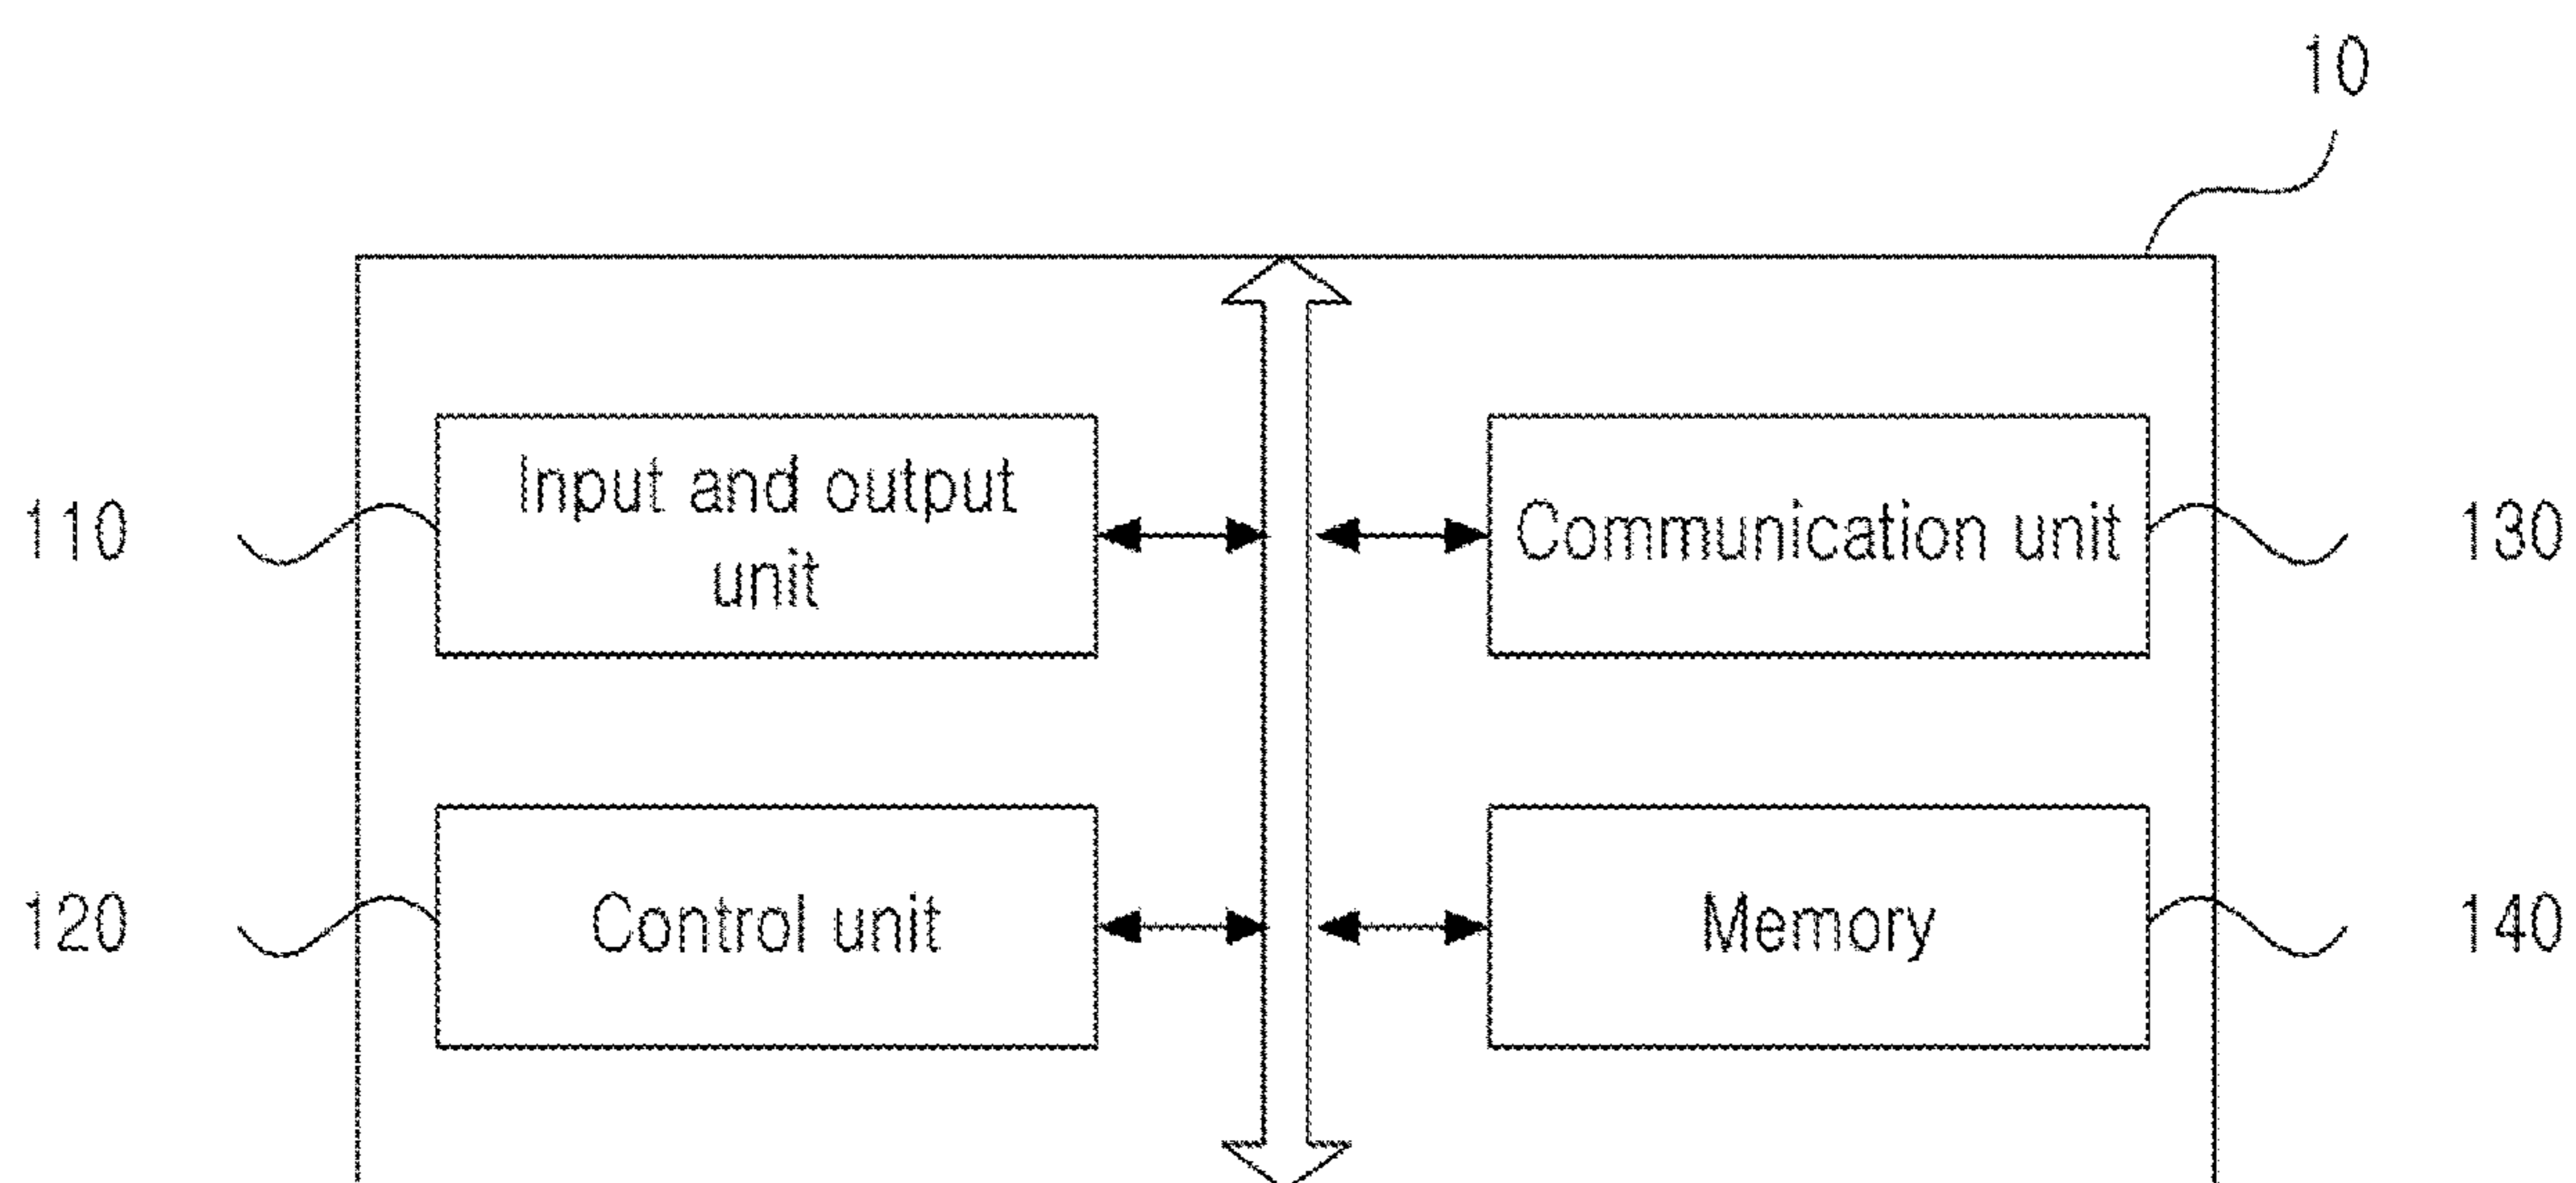 10
110
Input and output
unit
Communication unit
130
120
Control unit
Memory
140